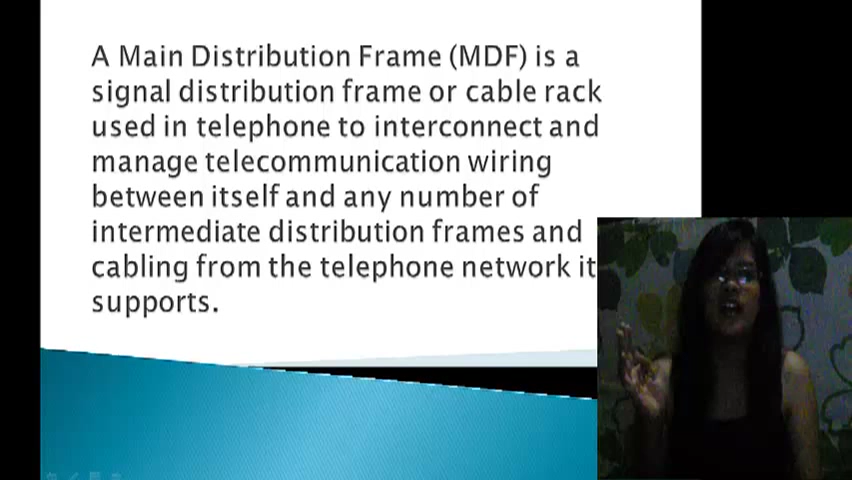 A Main Distribution Frame (MDF) is a
signal distribution frame or cable rack
used in telephone to interconnect and
manage telecommunication wiring
between itself and any number of
intermediate distribution frames and
cabling from the telephone network it
supports.